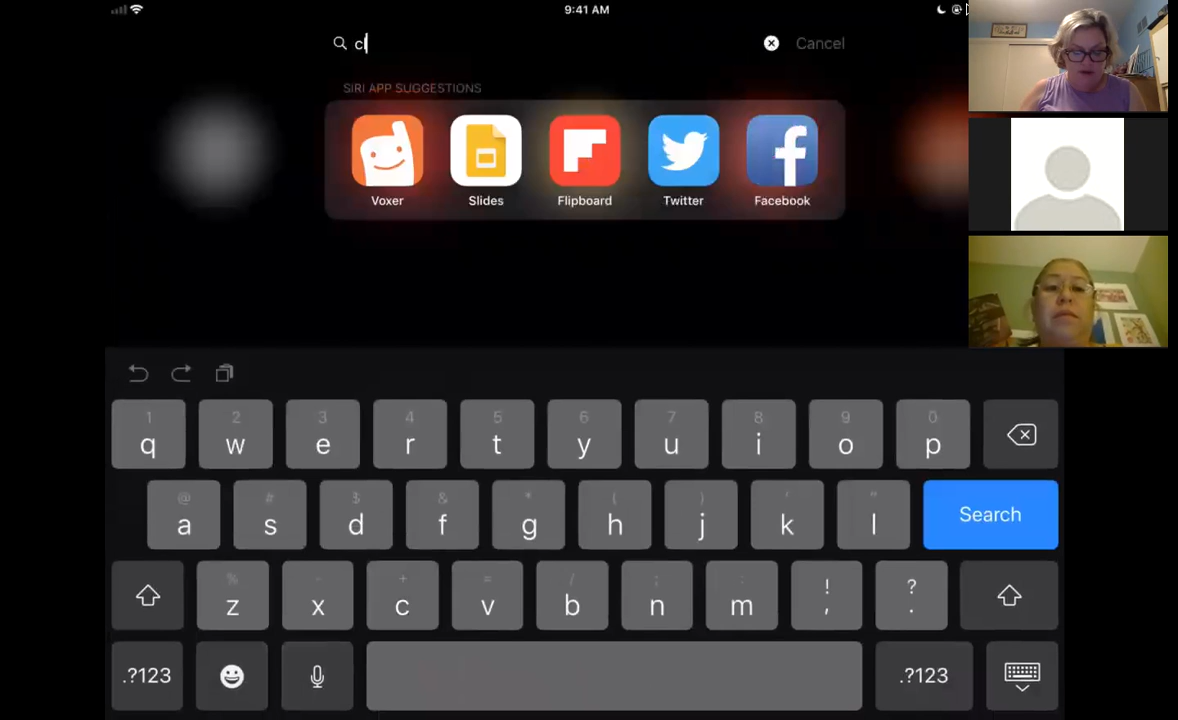 9:41 AM
cl
Cancel
SIRI APP SUGGESTIONS
Voxer
Slides
Flipboard
Twitter
Facebook
1 2 3 4 5 6 7 8 9 0
q w e r t y u i o p
@ # $ & * ( ) ' "
a s d f g h j k l Search
% - + = / ; : ! ?
z x c v b n m , .
.?123 .?123